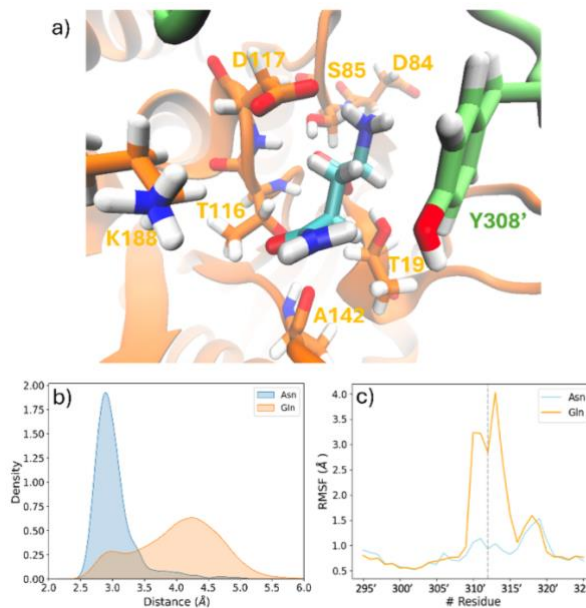 a)
D117
S85
D84
T116
K188
Y308'
T19
A142
b)
2.00
1.75
1.50
1.25
1.00
0.75
0.50
0.25
0.00
Density
Asn
Gln
2.0 2.5 3.0 3.5 4.0 4.5 5.0 5.5 6.0
Distance (Å)
c)
4.0
3.5
3.0
2.5
2.0
1.5
1.0
0.5
RMSF (Å )
Asn
Gln
295' 300' 305' 310' 315' 320'
# Residue